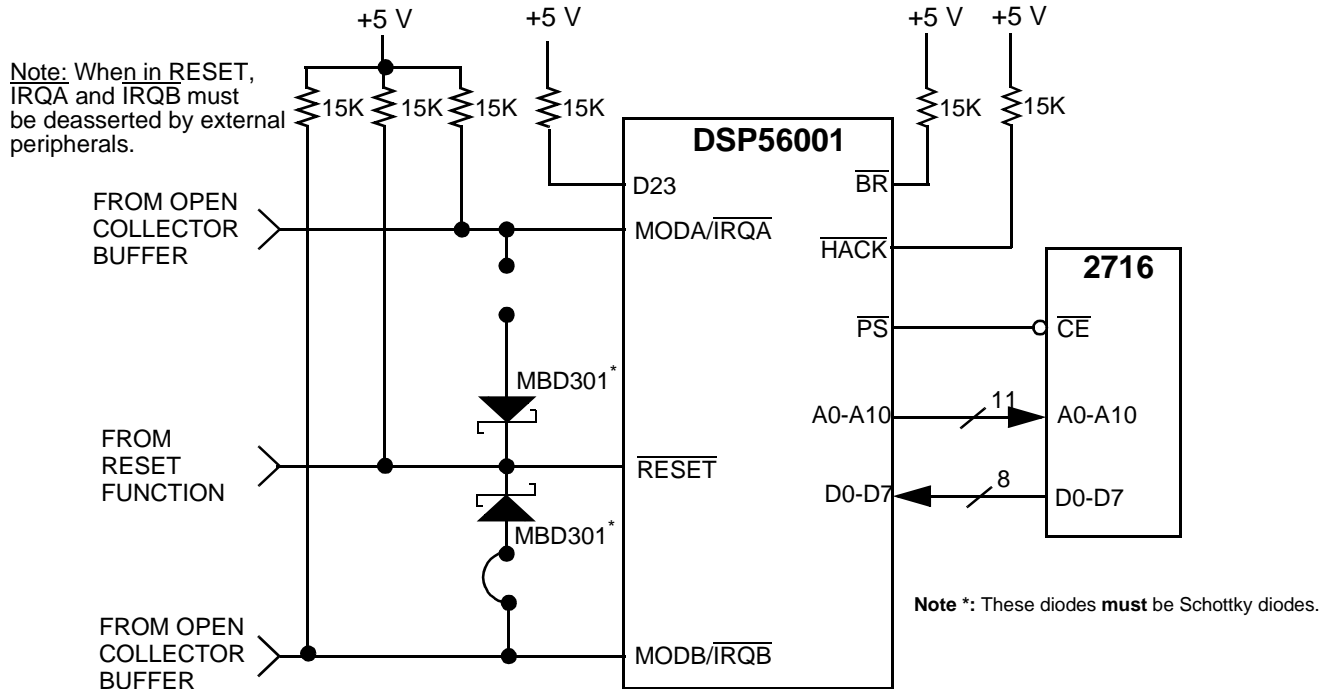 +5 V
+5 V
+5 V
+5 V
Note: When in RESET,
IRQA and IRQB must
be deasserted by external
peripherals.
15K
15K
15K
15K
15K
15K
DSP56001
D23
BR
FROM OPEN
COLLECTOR
BUFFER
MODA/IRQA
HACK
2716
PS
CE
MBD301*
A0-A10
11
A0-A10
FROM
RESET
FUNCTION
RESET
D0-D7
8
D0-D7
MBD301*
Note *: These diodes must be Schottky diodes.
FROM OPEN
COLLECTOR
BUFFER
MODB/IRQB